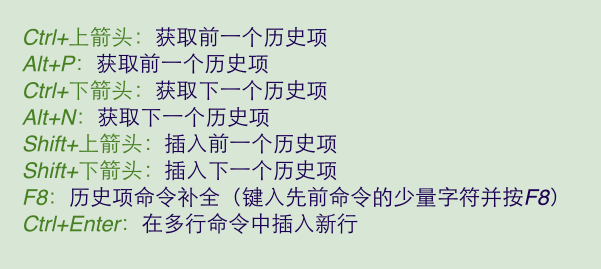 Ctrl+上箭头：获取前一个历史项
Alt+P：获取前一个历史项
Ctrl+下箭头：获取下一个历史项
Alt+N：获取下一个历史项
Shift+上箭头：插入前一个历史项
Shift+下箭头：插入下一个历史项
F8：历史项命令补全（键入先前命令的少量字符并按F8）
Ctrl+Enter：在多行命令中插入新行